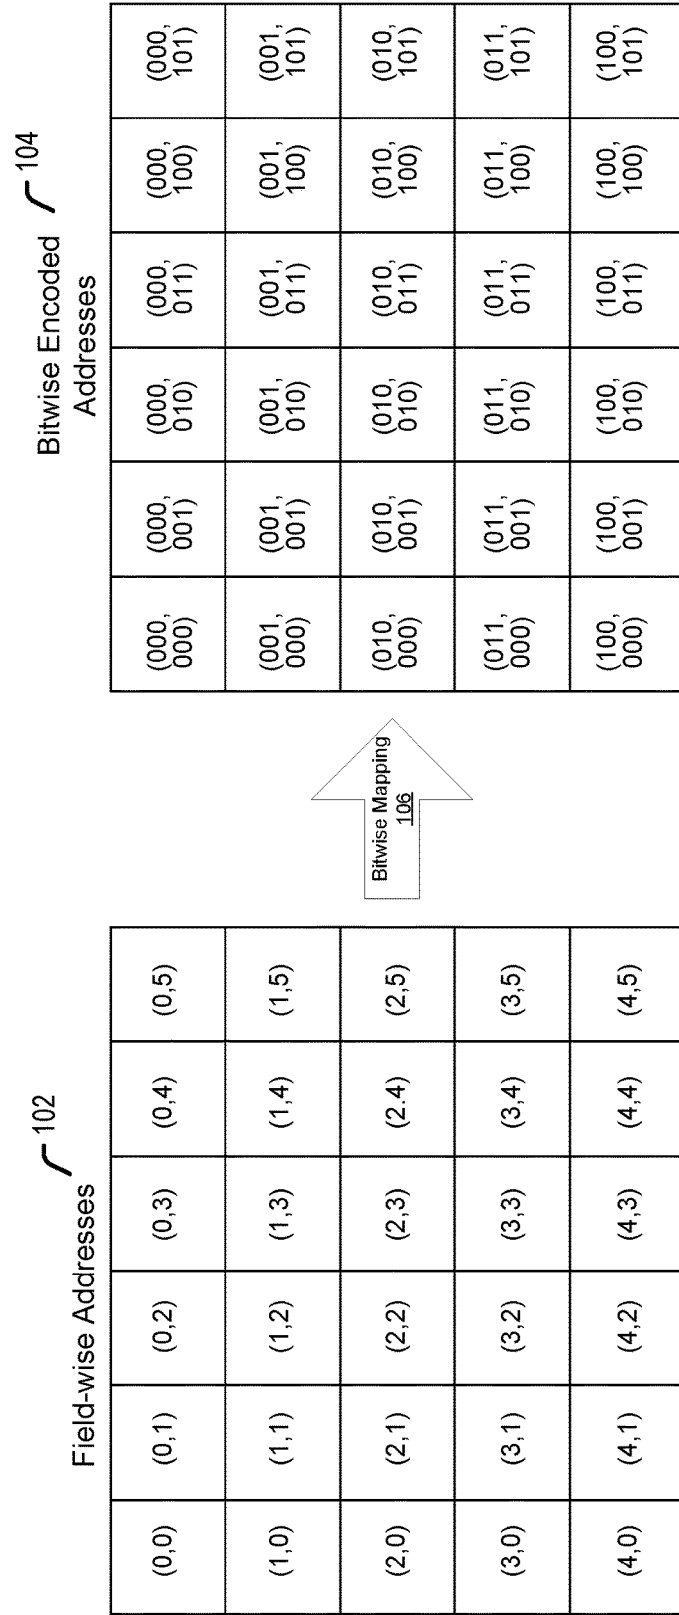 Field-wise Addresses
102
(0,0) (0,1) (0,2) (0,3) (0,4) (0,5)
(1,0) (1,1) (1,2) (1,3) (1,4) (1,5)
(2,0) (2,1) (2,2) (2,3) (2.4) (2,5)
(3,0) (3,1) (3,2) (3,3) (3,4) (3,5)
(4,0) (4,1) (4,2) (4,3) (4,4) (4,5)
Bitwise Mapping
106
Bitwise Encoded
Addresses
104
(000, (000, (000, (000, (000, (000,
000) 001) 010) 011) 100) 101)
(001, (001, (001, (001, (001, (001,
000) 001) 010) 011) 100) 101)
(010, (010, (010, (010, (010, (010,
000) 001) 010) 011) 100) 101)
(011, (011, (011, (011, (011, (011,
000) 001) 010) 011) 100) 101)
(100, (100, (100, (100, (100, (100,
000) 001) 010) 011) 100) 101)